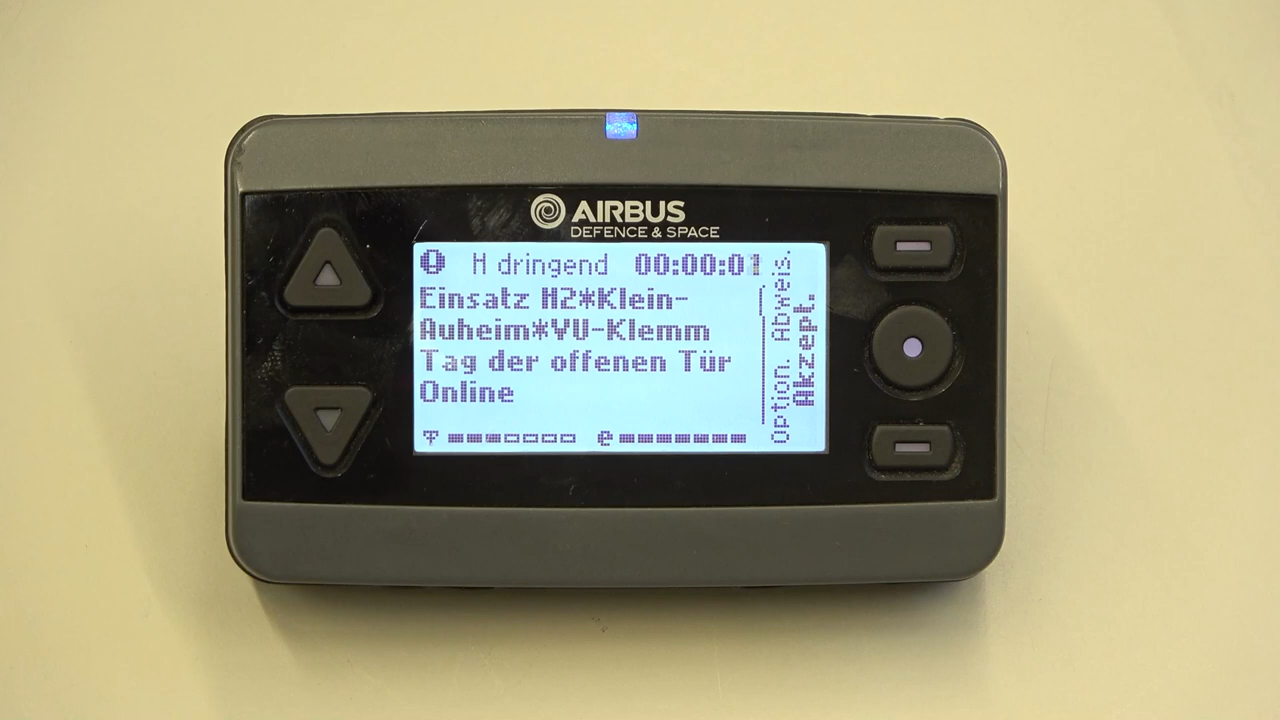 AIRBUS
DEFENCE & SPACE
H dringend 00:00:01
Einsatz H2*Klein-
Auheim*VU-Klemm
Tag der offenen Tür
Online
e
Option. Abweis.
Akzept.